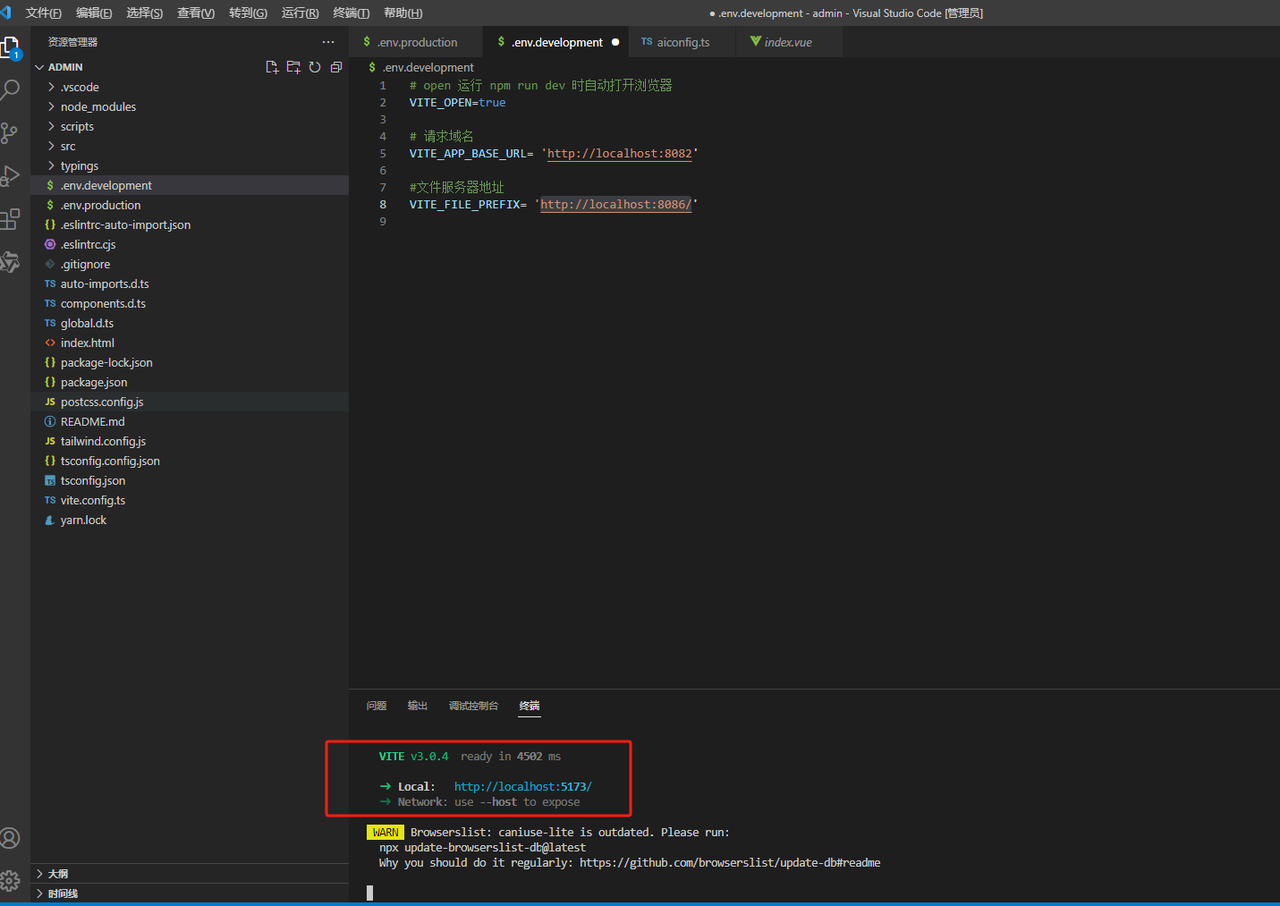 文件(F) 编辑(E) 选择(S) 查看(V) 转到(G) 运行(R) 终端(T) 帮助(H) ● .env.development - admin - Visual Studio Code [管理员]
资源管理器 ···
$ .env.production $ .env.development ● TS aiconfig.ts index.vue
1
ADMIN
.vscode
node_modules
scripts
src
typings
$ .env.development
$ .env.production
{} .eslintrc-auto-import.json
.eslintrc.cjs
.gitignore
TS auto-imports.d.ts
TS components.d.ts
TS global.d.ts
<> index.html
{} package-lock.json
{} package.json
JS postcss.config.js
README.md
JS tailwind.config.js
{} tsconfig.config.json
TS tsconfig.json
TS vite.config.ts
yarn.lock
大纲
时间线
$ .env.development
1 # open 运行 npm run dev 时自动打开浏览器
2 VITE_OPEN=true
3
4 # 请求域名
5 VITE_APP_BASE_URL= 'http://localhost:8082'
6
7 #文件服务器地址
8 VITE_FILE_PREFIX= 'http://localhost:8086/'
9
问题 输出 调试控制台 终端
VITE v3.0.4 ready in 4502 ms
➜ Local: http://localhost:5173/
➜ Network: use --host to expose
WARN Browserslist: caniuse-lite is outdated. Please run:
npx update-browserslist-db@latest
Why you should do it regularly: https://github.com/browserslist/update-db#readme